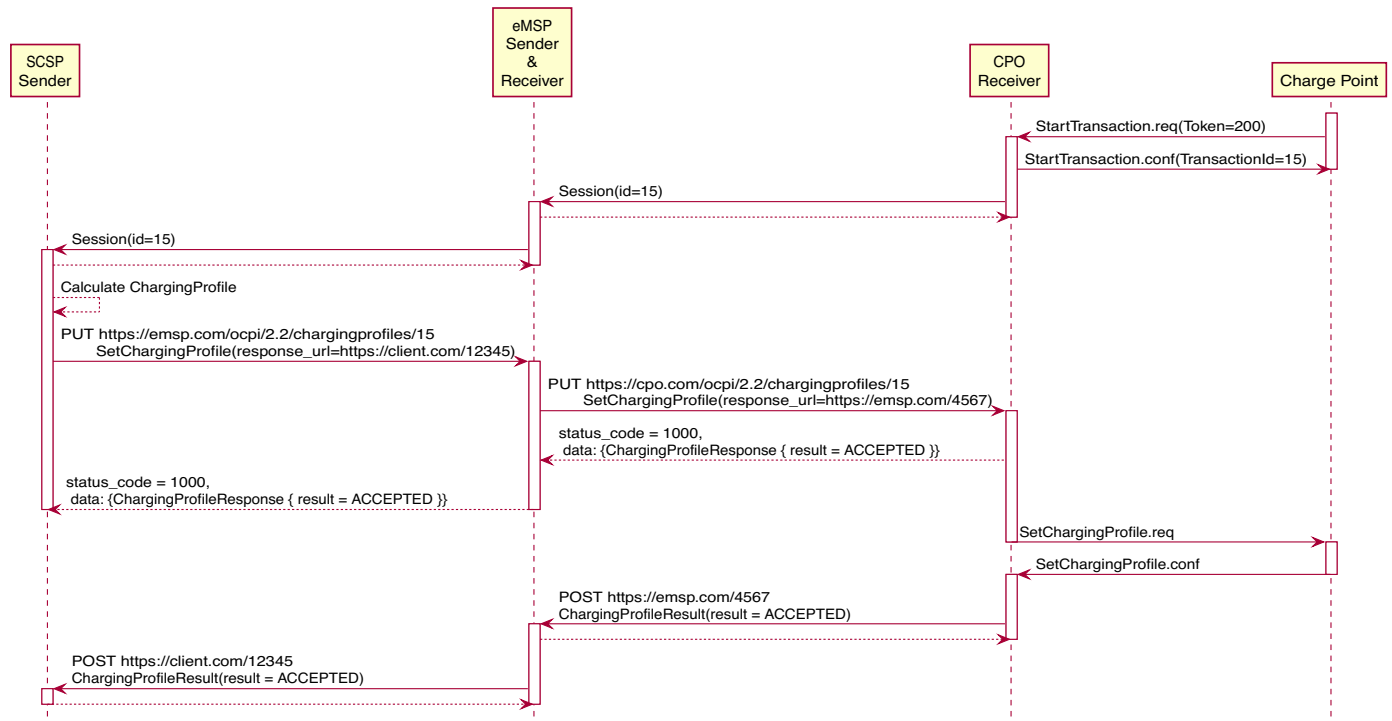 SCSP
Sender
eMSP
Sender
&
Receiver
CPO
Receiver
Charge Point
StartTransaction.req(Token=200)
StartTransaction.conf(TransactionId=15)
Session(id=15)
Session(id=15)
Calculate ChargingProfile
PUT https://emsp.com/ocpi/2.2/chargingprofiles/15
SetChargingProfile(response_url=https://client.com/12345)
PUT https://cpo.com/ocpi/2.2/chargingprofiles/15
SetChargingProfile(response_url=https://emsp.com/4567)
status_code = 1000,
data: {ChargingProfileResponse { result = ACCEPTED }}
status_code = 1000,
data: {ChargingProfileResponse { result = ACCEPTED }}
SetChargingProfile.req
SetChargingProfile.conf
POST https://emsp.com/4567
ChargingProfileResult(result = ACCEPTED)
POST https://client.com/12345
ChargingProfileResult(result = ACCEPTED)